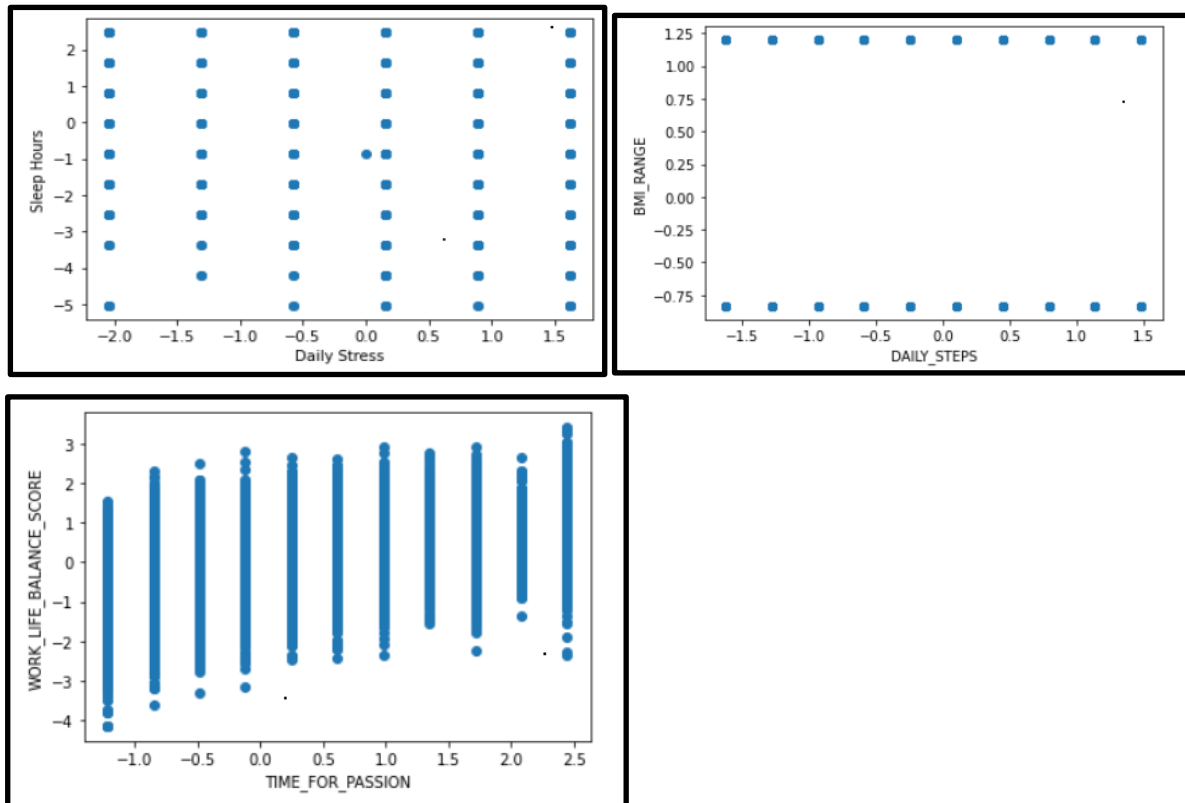 2
1
0
−1
−2
−3
−4
−5
Sleep Hours
−2.0 −1.5 −1.0 −0.5 0.0 0.5 1.0 1.5
Daily Stress
1.25
1.00
0.75
0.50
0.25
0.00
−0.25
−0.50
−0.75
BMI_RANGE
−1.5 −1.0 −0.5 0.0 0.5 1.0 1.5
DAILY_STEPS
3
2
1
0
−1
−2
−3
−4
WORK_LIFE_BALANCE_SCORE
−1.0 −0.5 0.0 0.5 1.0 1.5 2.0 2.5
TIME_FOR_PASSION